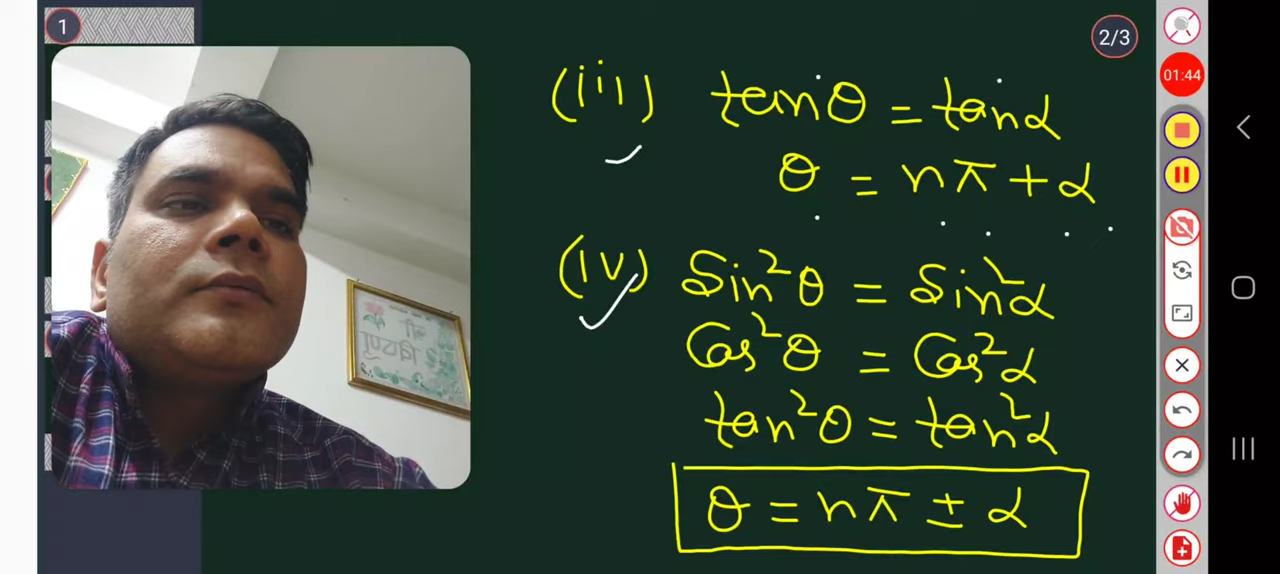 1
2/3
01:44
(iii) tanθ = tanα
θ = nπ + α
(iv) Sin²θ = Sin²α
Cos²θ = Cos²α
tan²θ = tan²α
θ = nπ ± α